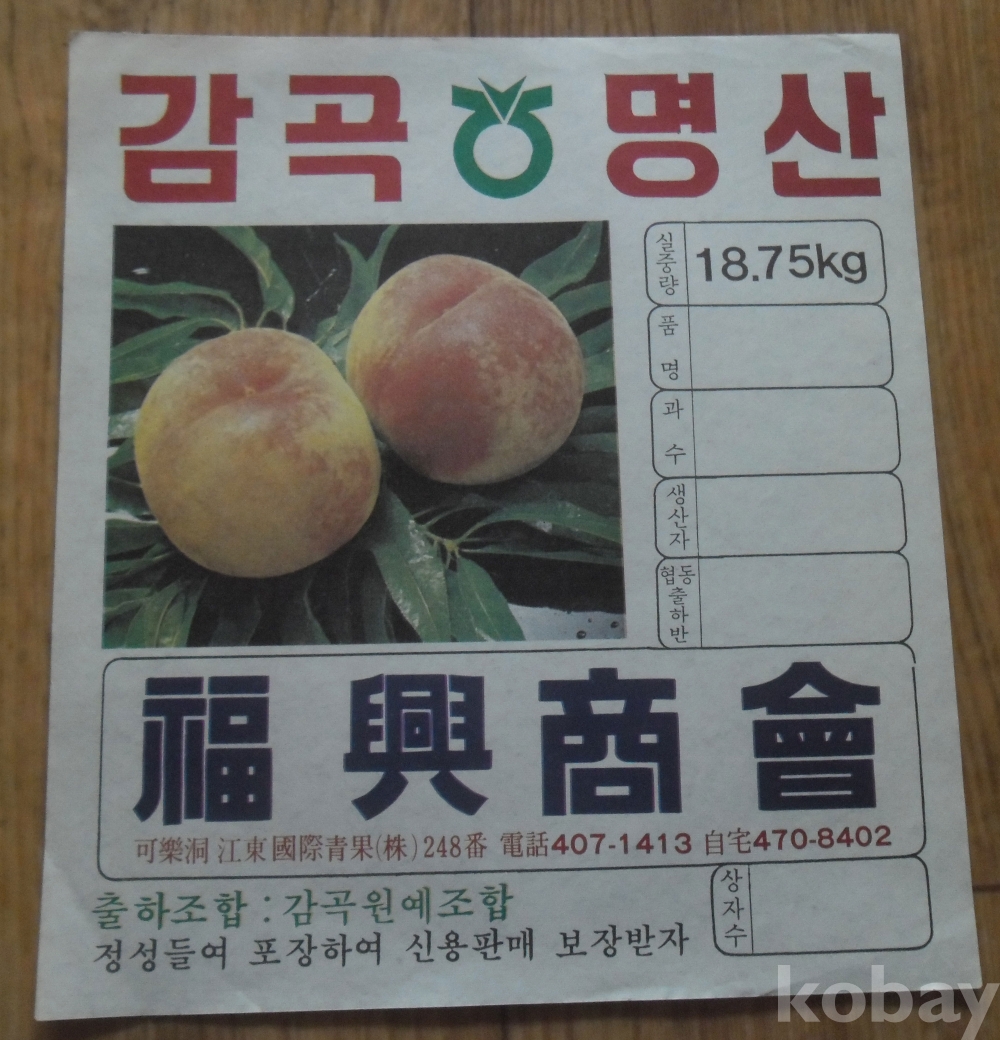 감곡 명산
실중량 18.75kg
품명
과수
생산자
협동출하반
福興商會
可樂洞 江東國際靑果(株)248番 電話407-1413 自宅470-8402
출하조합 : 감곡원예조합
정성들여 포장하여 신용판매 보장받자
상자수
kobay